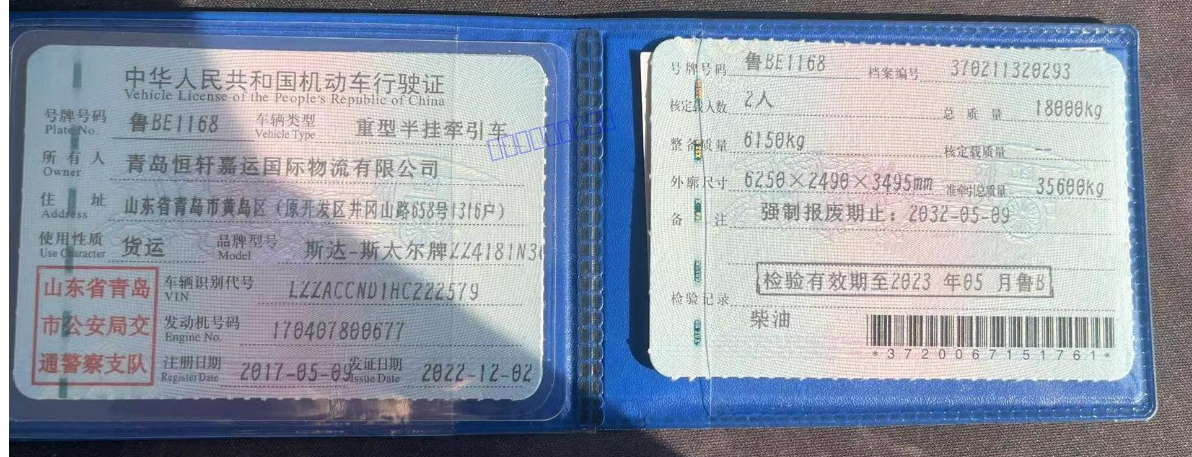 中华人民共和国机动车行驶证
Vehicle License of the People's Republic of China
号牌号码 鲁BE1168 车辆类型 重型半挂牵引车
Plate No. Vehicle Type
所有人 青岛恒轩嘉运国际物流有限公司
Owner
住址 山东省青岛市黄岛区（原开发区井冈山路658号1316户）
Address
使用性质 货运 品牌型号 斯达-斯太尔牌ZZ4181N36
Use Character Model
山东省青岛
市公安局交
通警察支队
车辆识别代号 LZZACCND1HC222579
VIN
发动机号码 170407800677
Engine No.
注册日期 2017-05-09 发证日期 2022-12-02
Register Date Issue Date
号牌号码 鲁BE1168 档案编号 370211320293
核定载人数 2人 总质量 18000kg
整备质量 6150kg 核定载质量 --
外廓尺寸 6250×2490×3495mm 准牵引总质量 35600kg
备注 强制报废期止：2032-05-09
检验有效期至2023 年05 月鲁B
检验记录
柴油
*3720067151761*